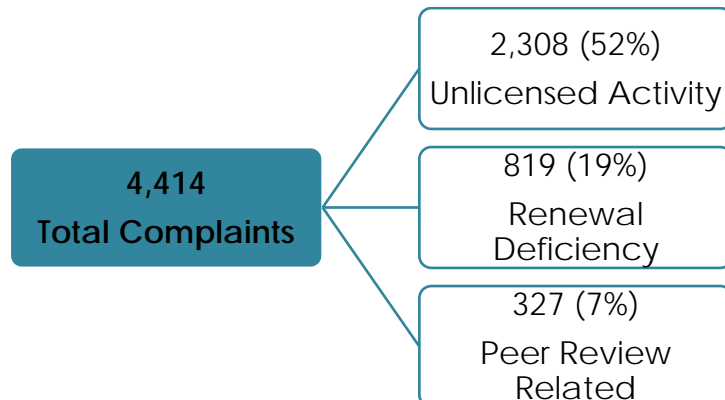 4,414
Total Complaints
2,308 (52%)
Unlicensed Activity
819 (19%)
Renewal
Deficiency
327 (7%)
Peer Review
Related